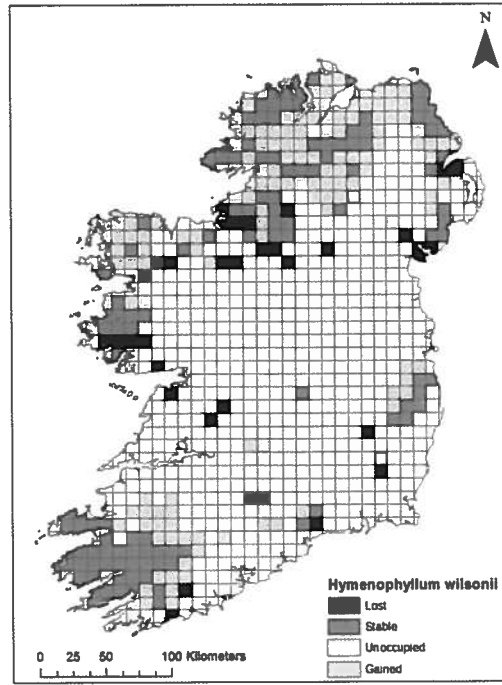 N
Hymenophyllum wilsonii
Lost
Stable
Unoccupied
Gained
0 25 50 100 Kilometers